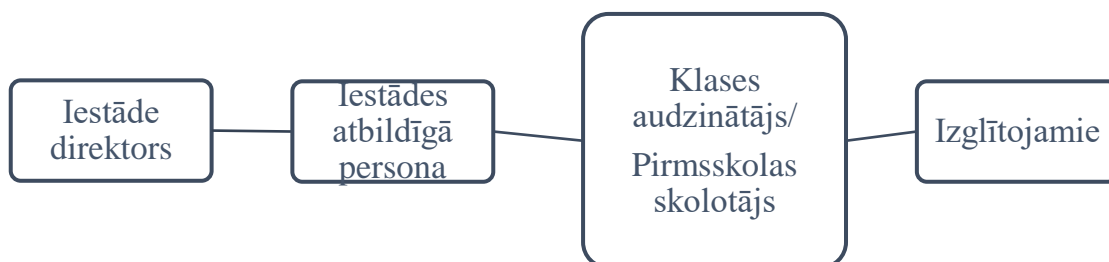 Iestāde
direktors
Iestādes
atbildīgā
persona
Klases
audzinātājs/
Pirmsskolas
skolotājs
Izglītojamie